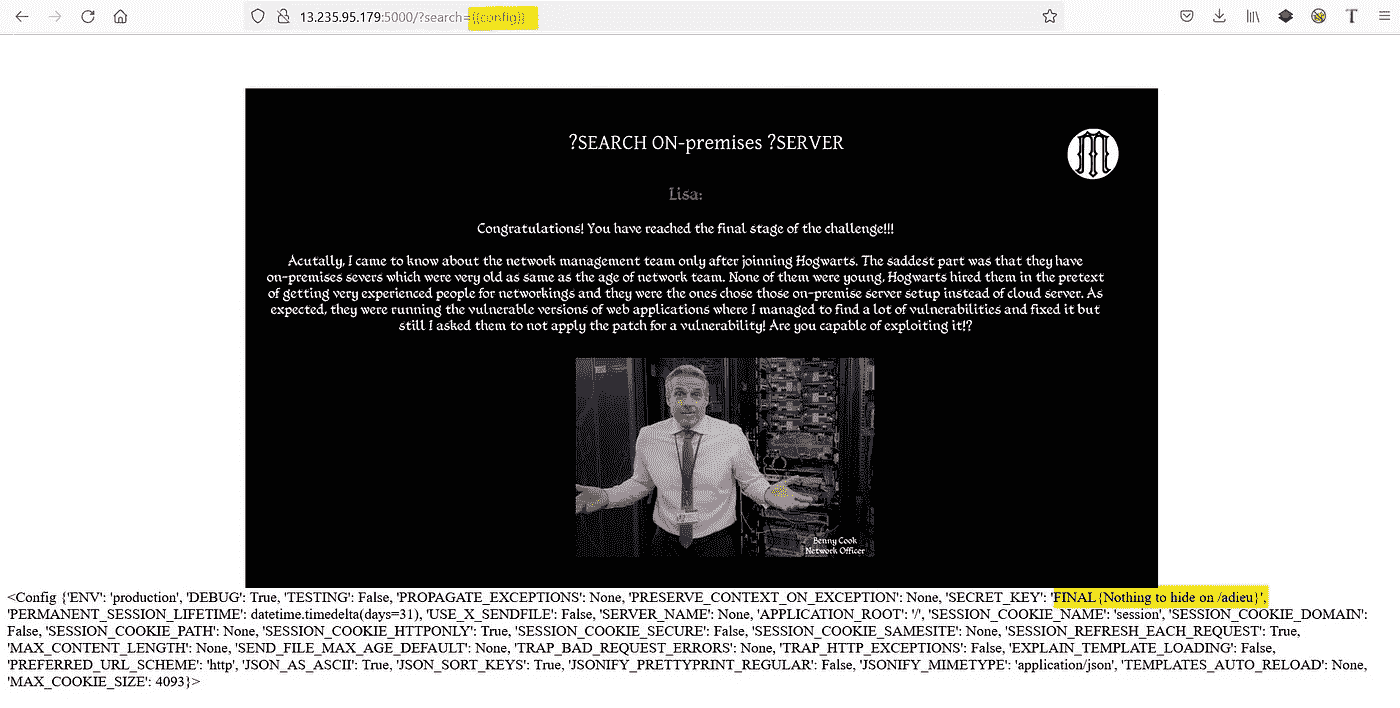 13.235.95.179:5000/?search={{config}}
?SEARCH ON-premises ?SERVER
M
Lisa:
Congratulations! You have reached the final stage of the challenge!!!
Acutally, I came to know about the network management team only after joinning Hogwarts. The saddest part was that they have
on-premises severs which were very old as same as the age of network team. None of them were young, Hogwarts hired them in the pretext
of getting very experienced people for networkings and they were the ones chose those on-premise server setup instead of cloud server. As
expected, they were running the vulnerable versions of web applications where I managed to find a lot of vulnerabilities and fixed it but
still I asked them to not apply the patch for a vulnerability! Are you capable of exploiting it!?
Benny Cook
Network Officer
<Config {'ENV': 'production', 'DEBUG': True, 'TESTING': False, 'PROPAGATE_EXCEPTIONS': None, 'PRESERVE_CONTEXT_ON_EXCEPTION': None, 'SECRET_KEY': 'FINAL{Nothing to hide on /adieu}',
'PERMANENT_SESSION_LIFETIME': datetime.timedelta(days=31), 'USE_X_SENDFILE': False, 'SERVER_NAME': None, 'APPLICATION_ROOT': '/', 'SESSION_COOKIE_NAME': 'session', 'SESSION_COOKIE_DOMAIN':
False, 'SESSION_COOKIE_PATH': None, 'SESSION_COOKIE_HTTPONLY': True, 'SESSION_COOKIE_SECURE': False, 'SESSION_COOKIE_SAMESITE': None, 'SESSION_REFRESH_EACH_REQUEST': True,
'MAX_CONTENT_LENGTH': None, 'SEND_FILE_MAX_AGE_DEFAULT': None, 'TRAP_BAD_REQUEST_ERRORS': None, 'TRAP_HTTP_EXCEPTIONS': False, 'EXPLAIN_TEMPLATE_LOADING': False,
'PREFERRED_URL_SCHEME': 'http', 'JSON_AS_ASCII': True, 'JSON_SORT_KEYS': True, 'JSONIFY_PRETTYPRINT_REGULAR': False, 'JSONIFY_MIMETYPE': 'application/json', 'TEMPLATES_AUTO_RELOAD': None,
'MAX_COOKIE_SIZE': 4093}>